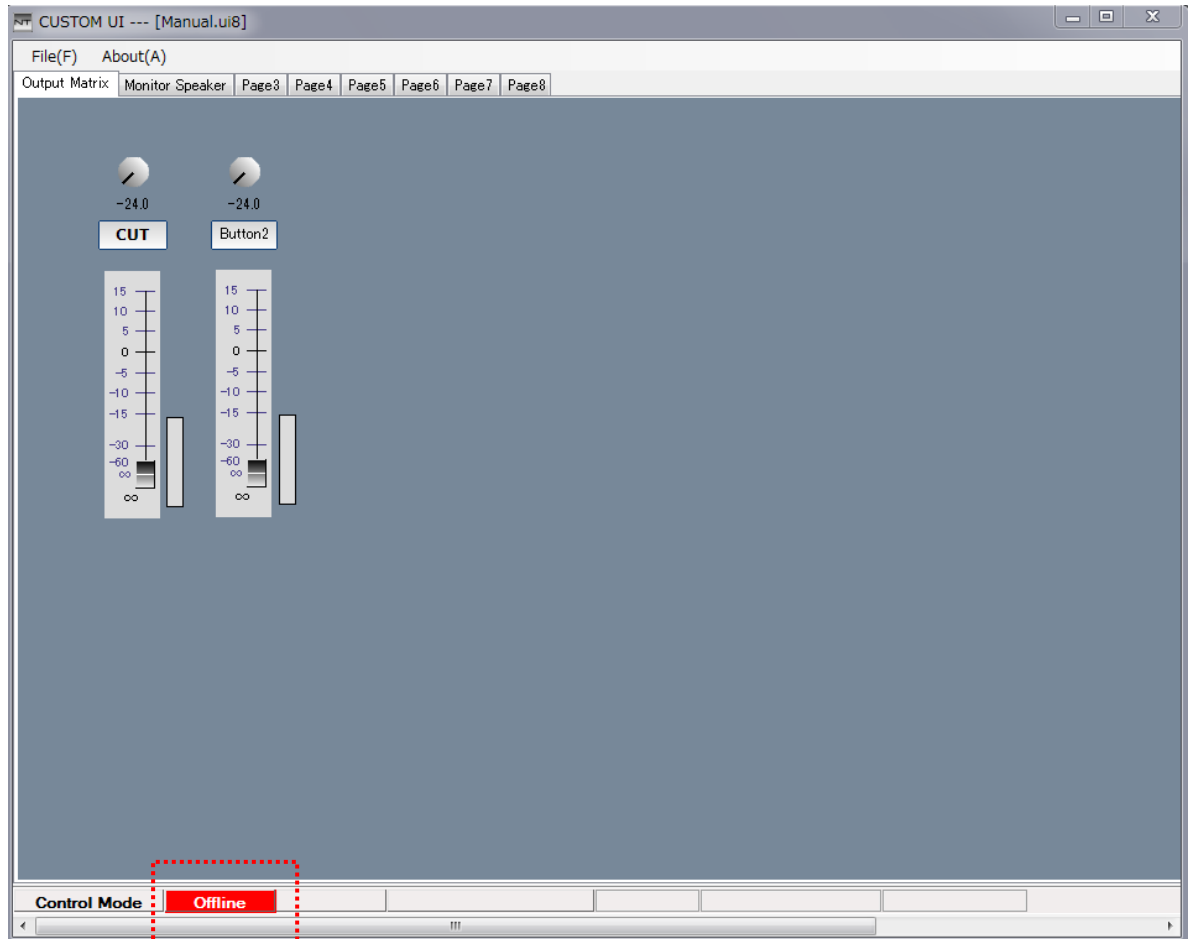 NT CUSTOM UI --- [Manual.ui8]
File(F) About(A)
Output Matrix Monitor Speaker Page3 Page4 Page5 Page6 Page7 Page8
-24.0 -24.0
CUT Button2
15 15
10 10
5 5
0 0
-5 -5
-10 -10
-15 -15
-30 -30
-60 -60
∞ ∞
∞ ∞
Control Mode Offline